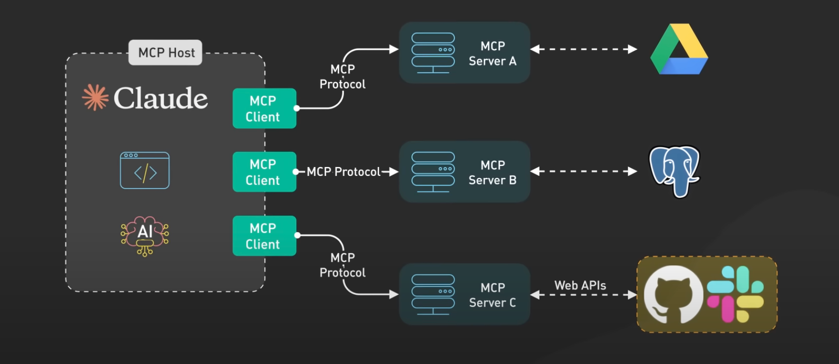 MCP Host
Claude
</>
AI
MCP
Client
MCP
Client
MCP
Client
MCP
Protocol
MCP Protocol
MCP
Protocol
MCP
Server A
MCP
Server B
MCP
Server C
Web APIs